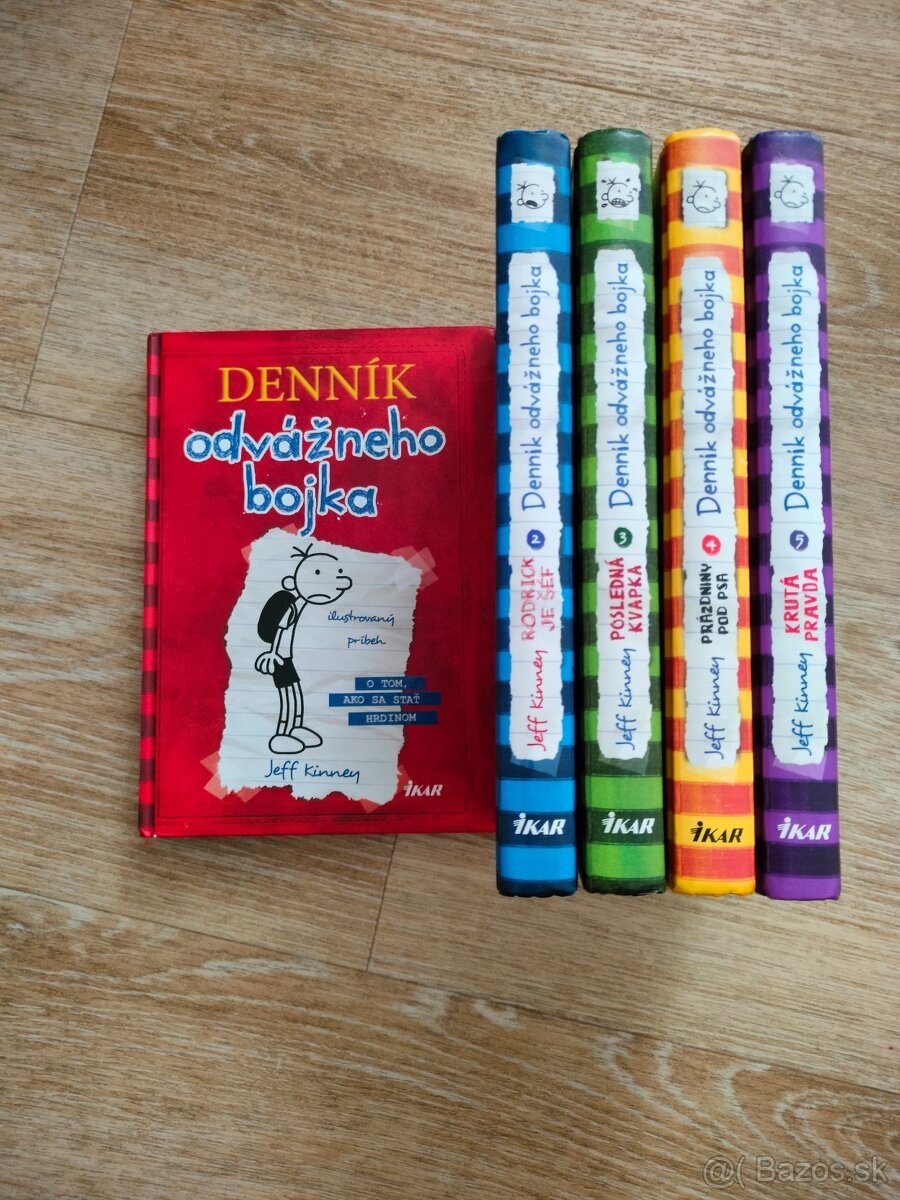 DENNÍK
odvážneho
bojka
ilustrovaný
príbeh
O TOM,
AKO SA STAŤ
HRDINOM
Jeff Kinney
IKAR
Jeff Kinney
RODRICK
JE ŠÉF
2
Denník odvážneho bojka
IKAR
Jeff Kinney
POSLEDNÁ
KVAPKA
3
Denník odvážneho bojka
IKAR
Jeff Kinney
PRÁZDNINY
POD PSA
4
Denník odvážneho bojka
IKAR
Jeff Kinney
KRUTÁ
PRAVDA
5
Denník odvážneho bojka
IKAR
@( Bazos.sk